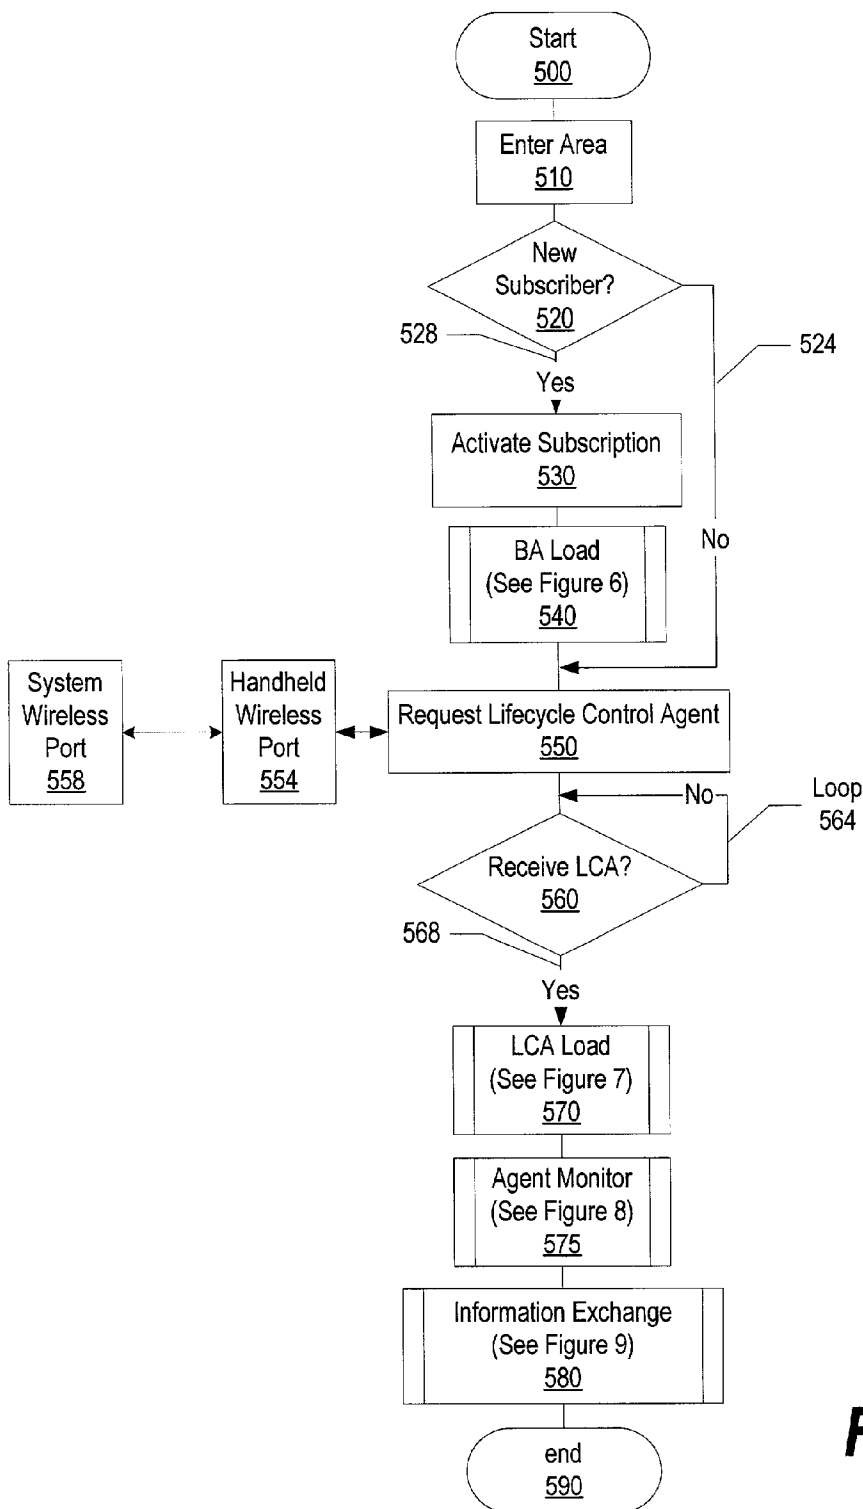 Start
500
Enter Area
510
New
Subscriber?
520
528
524
Yes
Activate Subscription
530
No
BA Load
(See Figure 6)
540
System
Wireless
Port
558
Handheld
Wireless
Port
554
Request Lifecycle Control Agent
550
No
Loop
564
Receive LCA?
560
568
Yes
LCA Load
(See Figure 7)
570
Agent Monitor
(See Figure 8)
575
Information Exchange
(See Figure 9)
580
end
590